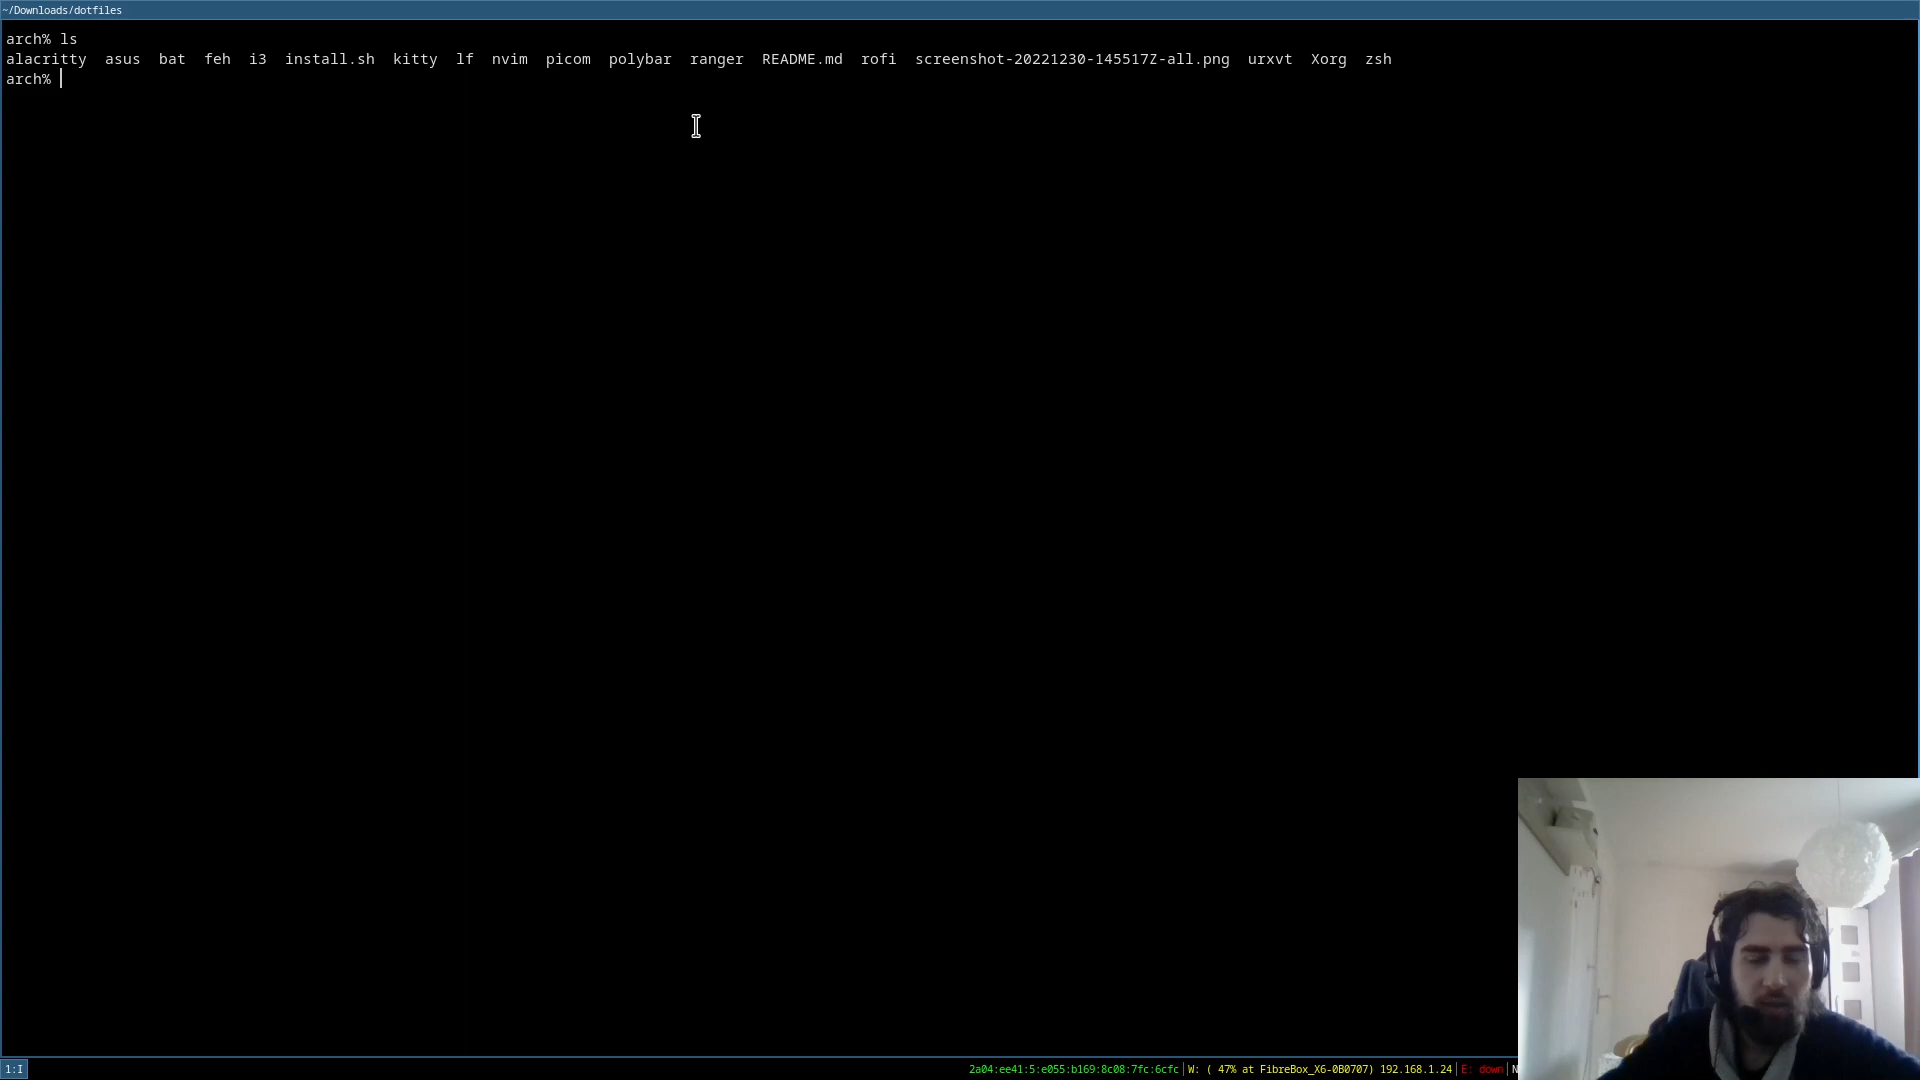 ~/Downloads/dotfiles
arch% ls
alacritty asus bat feh i3 install.sh kitty lf nvim picom polybar ranger README.md rofi screenshot-20221230-145517Z-all.png urxvt Xorg zsh
arch%
1:I 2a04:ee41:5:e055:b169:8c08:7fc:6cfc W: ( 47% at FibreBox_X6-0B0707) 192.168.1.24 E: down N